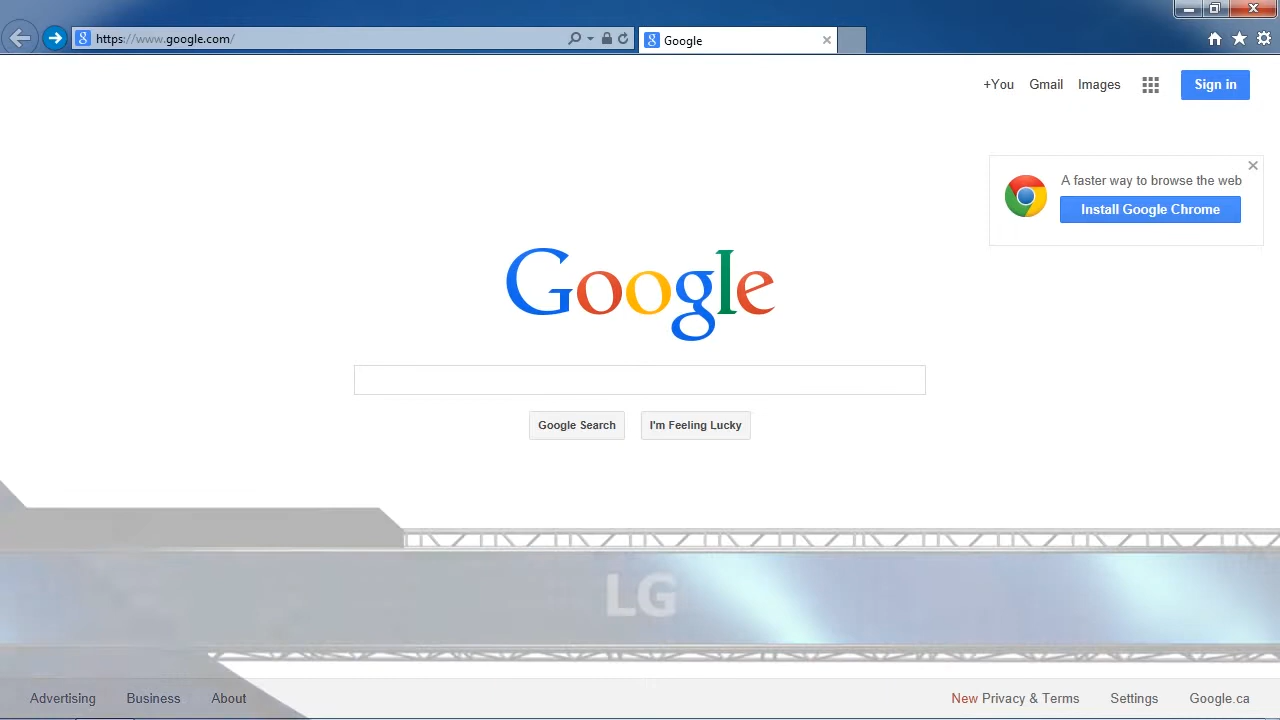 https://www.google.com/
Google
+You Gmail Images Sign in
A faster way to browse the web
Install Google Chrome
Google
Google Search I'm Feeling Lucky
LG
Advertising Business About New Privacy & Terms Settings Google.ca